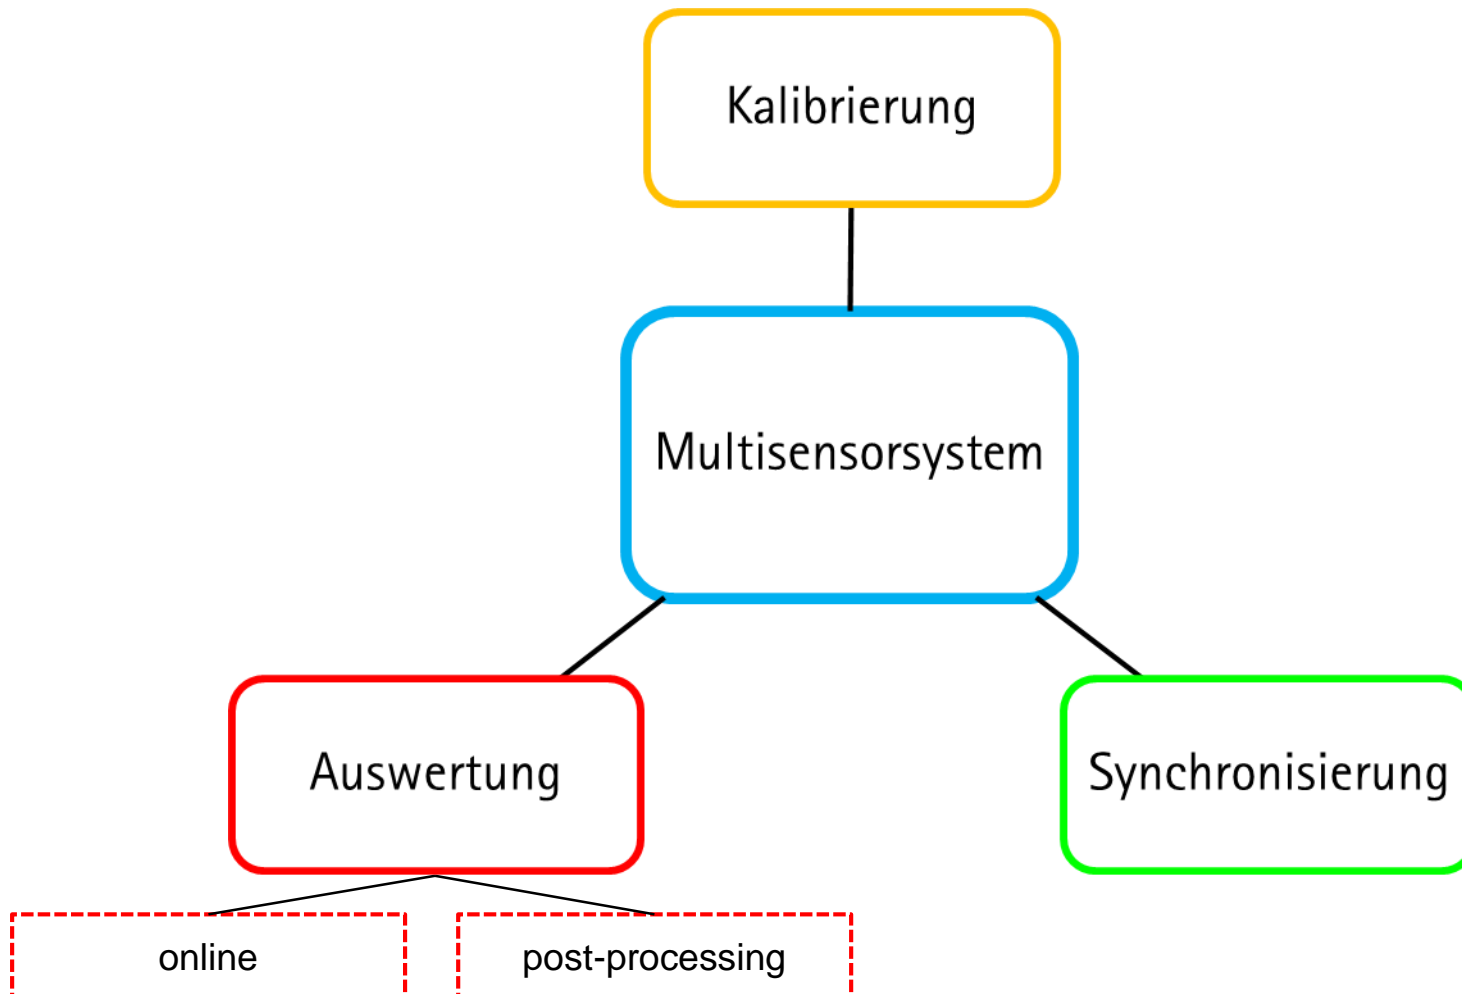 Kalibrierung
Multisensorsystem
Auswertung
Synchronisierung
online
post-processing